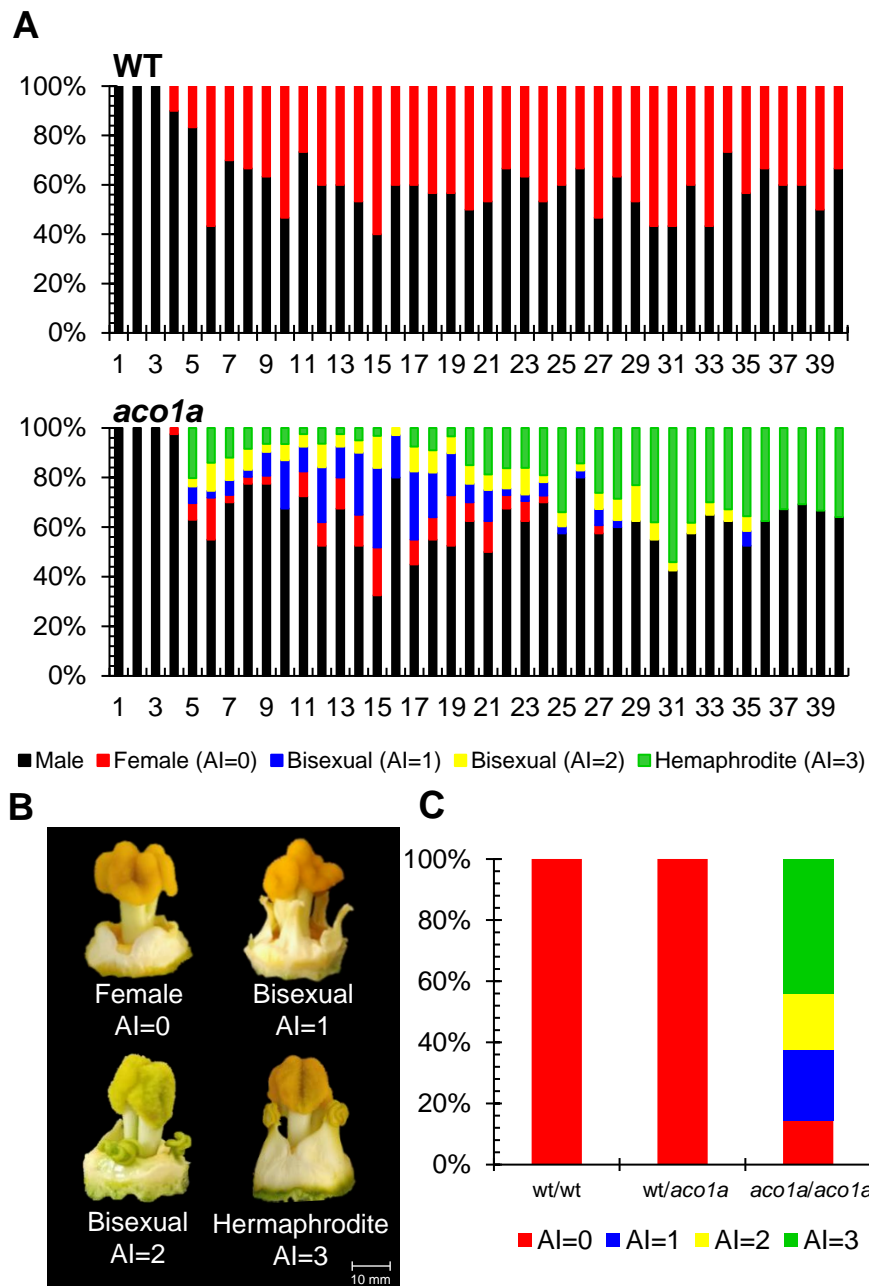 A
WT
100%
80%
60%
40%
20%
0%
1 3 5 7 9 11 13 15 17 19 21 23 25 27 29 31 33 35 37 39
aco1a
100%
80%
60%
40%
20%
0%
1 3 5 7 9 11 13 15 17 19 21 23 25 27 29 31 33 35 37 39
Male Female (AI=0) Bisexual (AI=1) Bisexual (AI=2) Hemaphrodite (AI=3)
B
Female
AI=0
Bisexual
AI=1
Bisexual
AI=2
Hermaphrodite
AI=3
10 mm
C
100%
80%
60%
40%
20%
0%
wt/wt wt/aco1a aco1a/aco1a
AI=0 AI=1 AI=2 AI=3